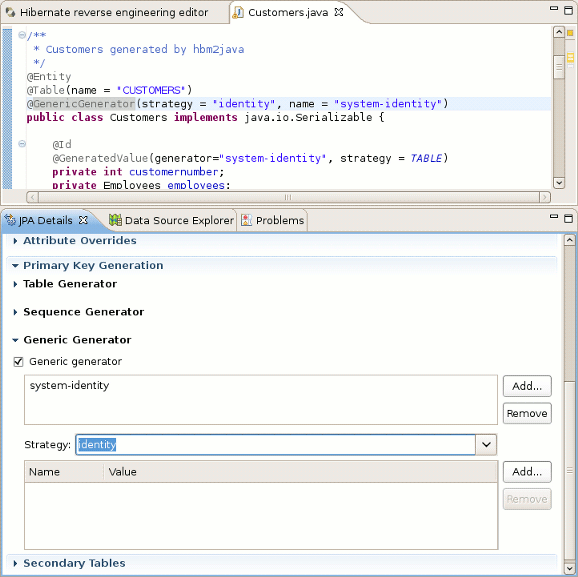 Hibernate reverse engineering editor Customers.java
/**
* Customers generated by hbm2java
*/
@Entity
@Table(name = "CUSTOMERS")
@GenericGenerator(strategy = "identity", name = "system-identity")
public class Customers implements java.io.Serializable {
@Id
@GeneratedValue(generator="system-identity", strategy = TABLE)
private int customernumber;
private Employees employees;
JPA Details Data Source Explorer Problems
Attribute Overrides
Primary Key Generation
Table Generator
Sequence Generator
Generic Generator
Generic generator
system-identity
Add...
Remove
Strategy: identity
Name Value
Add...
Remove
Secondary Tables